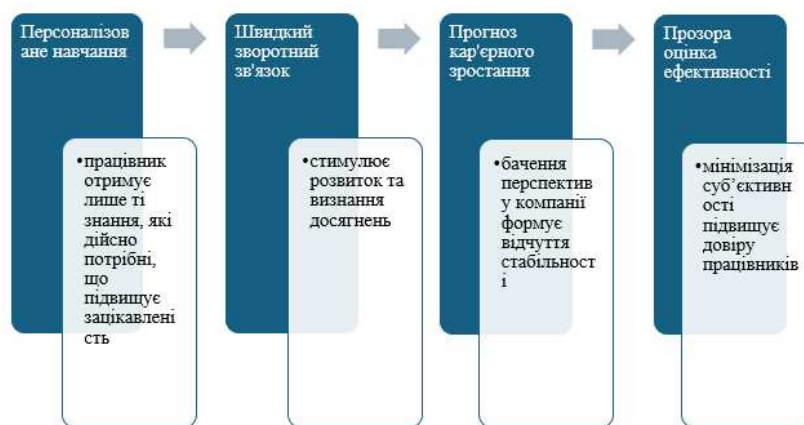 Персоналізов
ане навчання
•працівник
отримує
лише ті
знання, які
дійсно
потрібні,
що
підвищує
зацікавлені
сть
Швидкий
зворотний
зв'язок
•стимулює
розвиток та
визнання
досягнень
Прогноз
кар'єрного
зростання
•бачення
перспектив
у компанії
формує
відчуття
стабільност
і
Прозора
оцінка
ефективності
•мінімізація
суб’єктивн
ості
підвищує
довіру
працівників